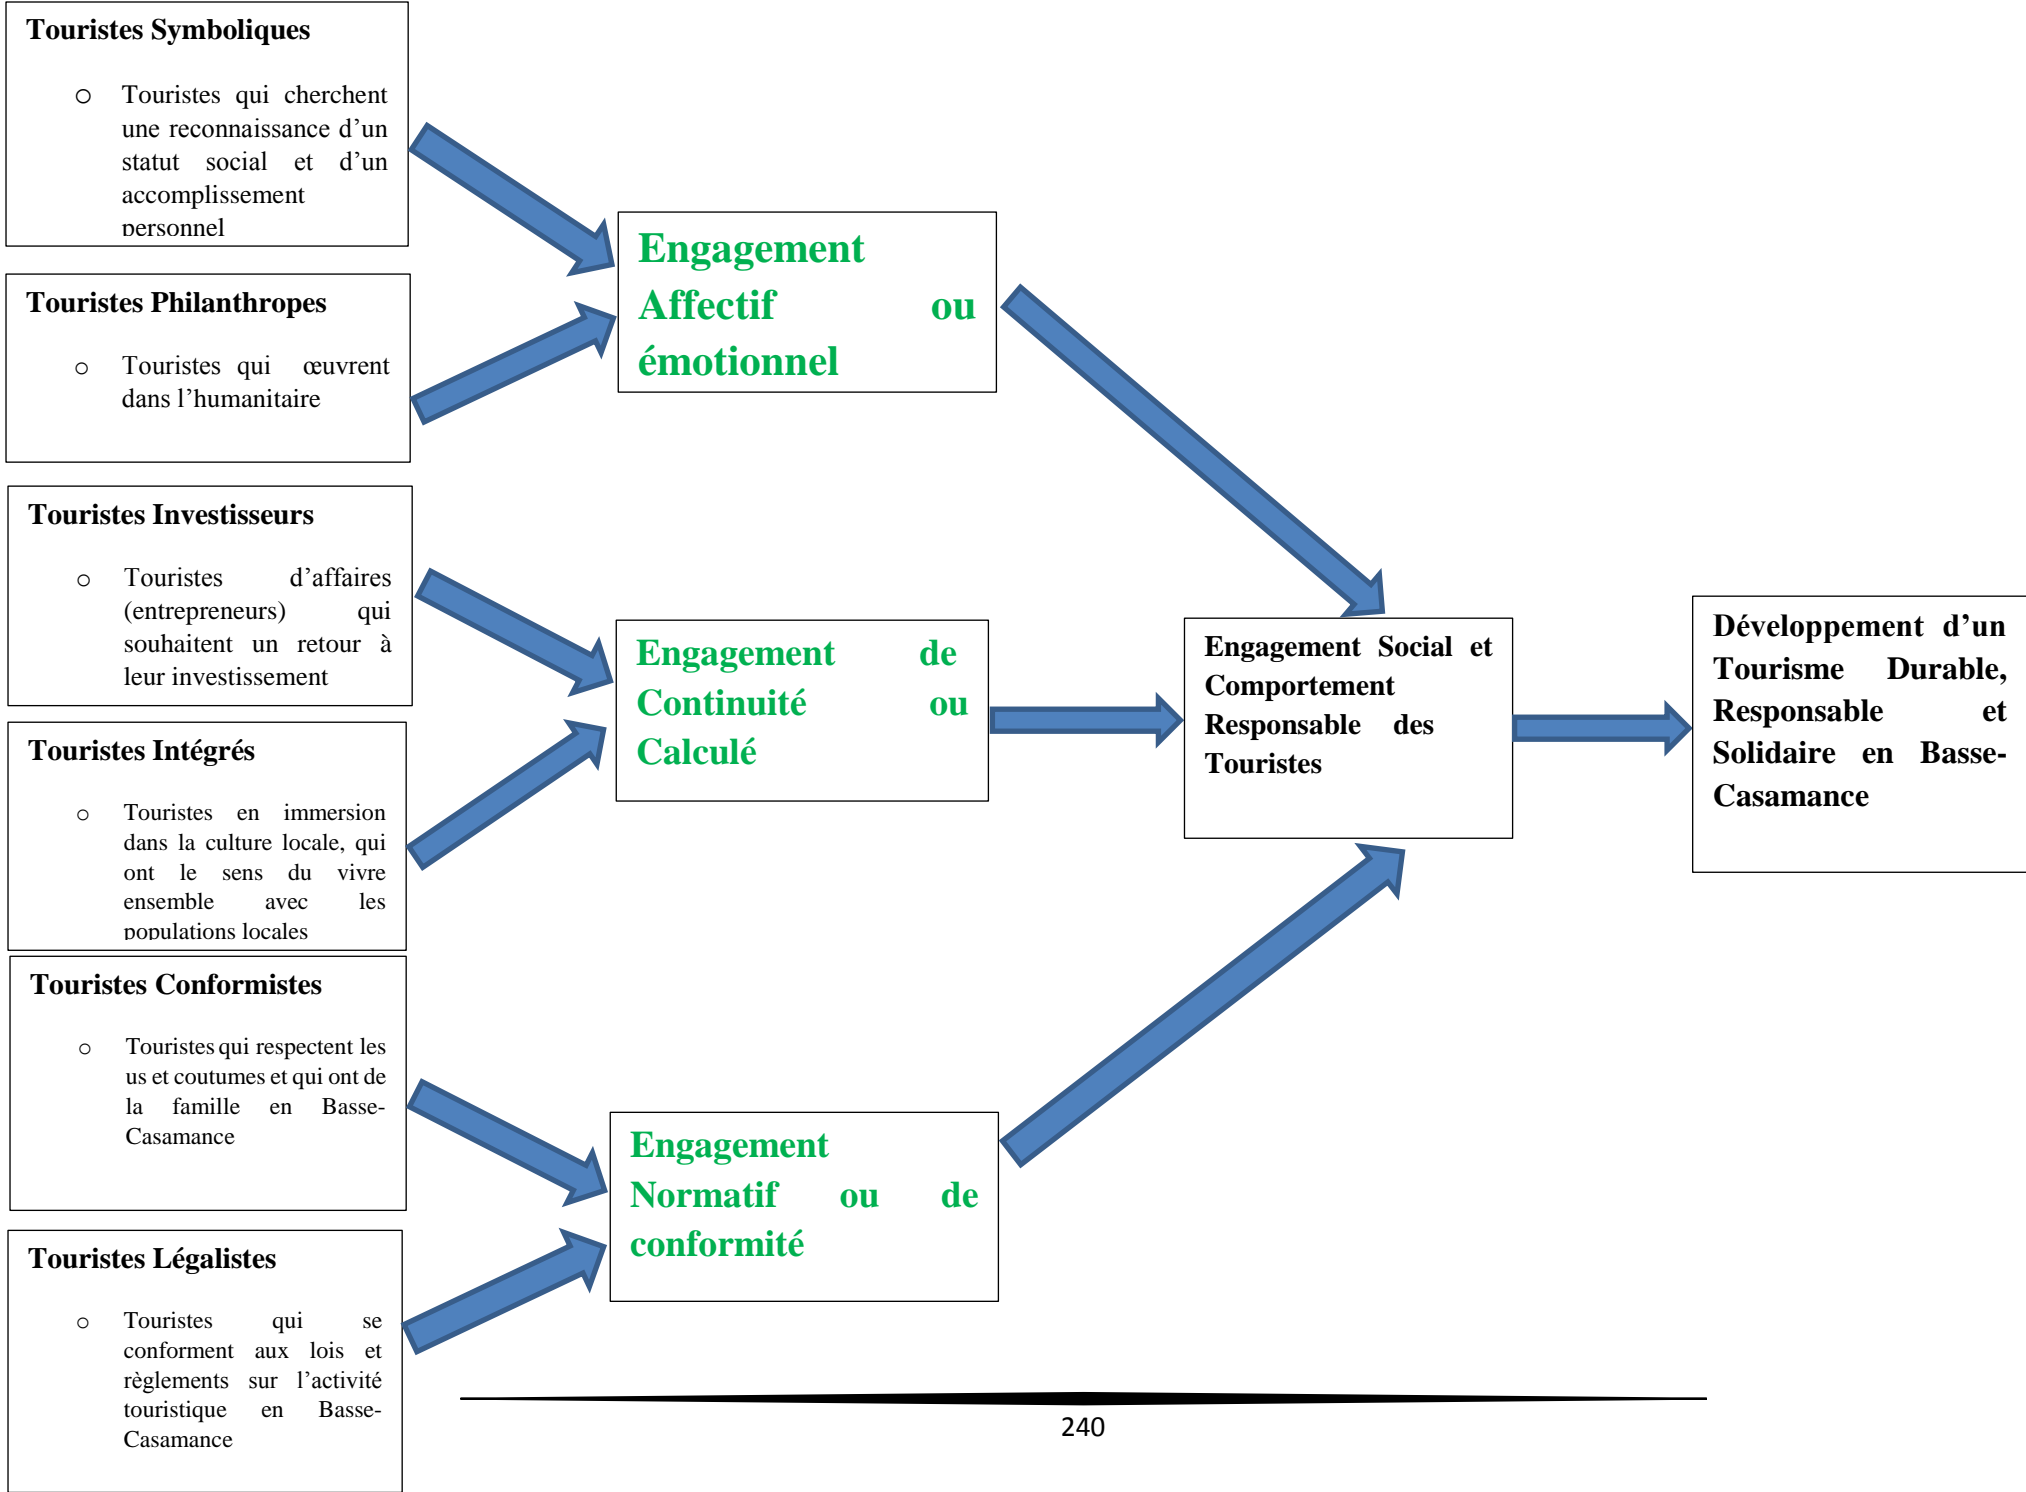 Touristes Symboliques
o Touristes qui cherchent
une reconnaissance d’un
statut social et d’un
accomplissement
personnel
Touristes Philanthropes
o Touristes qui œuvrent
dans l’humanitaire
Touristes Investisseurs
o Touristes d’affaires
(entrepreneurs) qui
souhaitent un retour à
leur investissement
Touristes Intégrés
o Touristes en immersion
dans la culture locale, qui
ont le sens du vivre
ensemble avec les
populations locales
Touristes Conformistes
o Touristes qui respectent les
us et coutumes et qui ont de
la famille en Basse-
Casamance
Touristes Légalistes
o Touristes qui se
conforment aux lois et
règlements sur l’activité
touristique en Basse-
Casamance
Engagement
Affectif ou
émotionnel
Engagement de
Continuité ou
Calculé
Engagement
Normatif ou de
conformité
Engagement Social et
Comportement
Responsable des
Touristes
Développement d’un
Tourisme Durable,
Responsable et
Solidaire en Basse-
Casamance
240